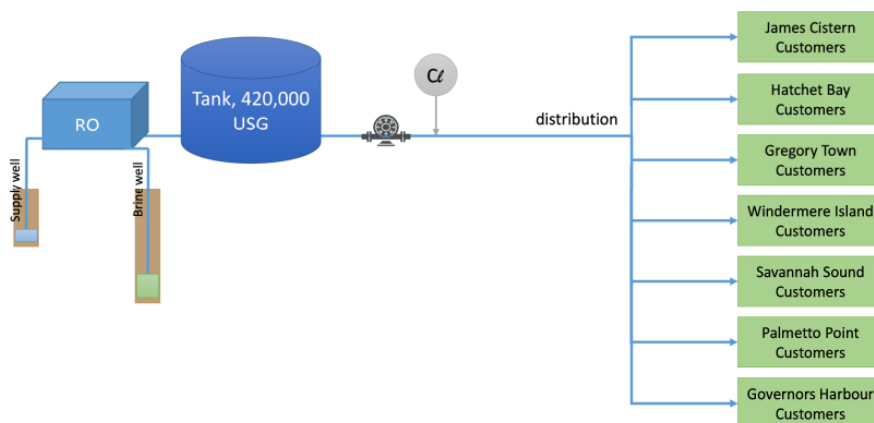 James Cistern
Customers
Cl
Tank, 420,000
USG
Hatchet Bay
Customers
RO
distribution
Gregory Town
Customers
Supply well
Brine well
Windermere Island
Customers
Savannah Sound
Customers
Palmetto Point
Customers
Governors Harbour
Customers